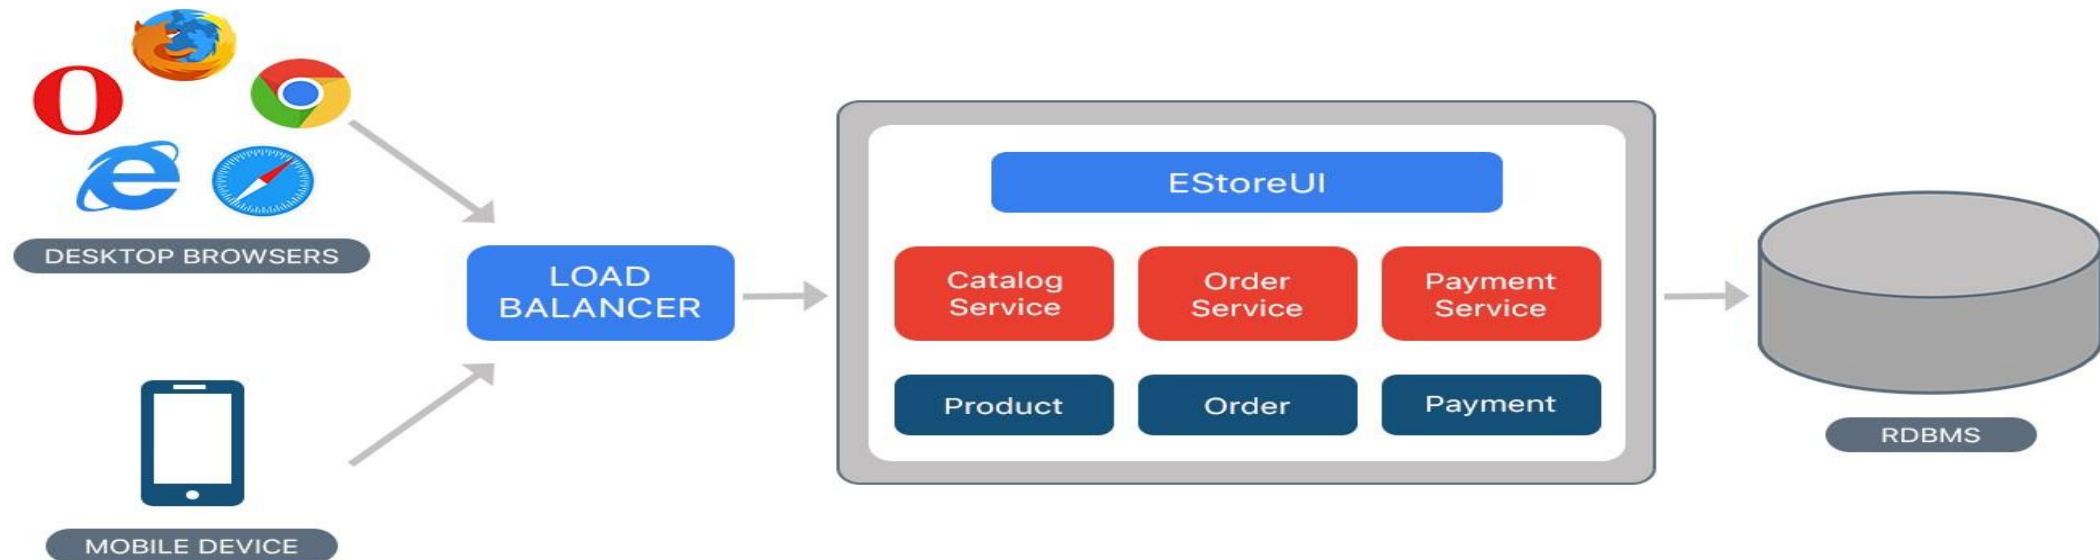 DESKTOP BROWSERS
MOBILE DEVICE
LOAD
BALANCER
EStoreUI
Catalog
Service
Order
Service
Payment
Service
Product
Order
Payment
RDBMS